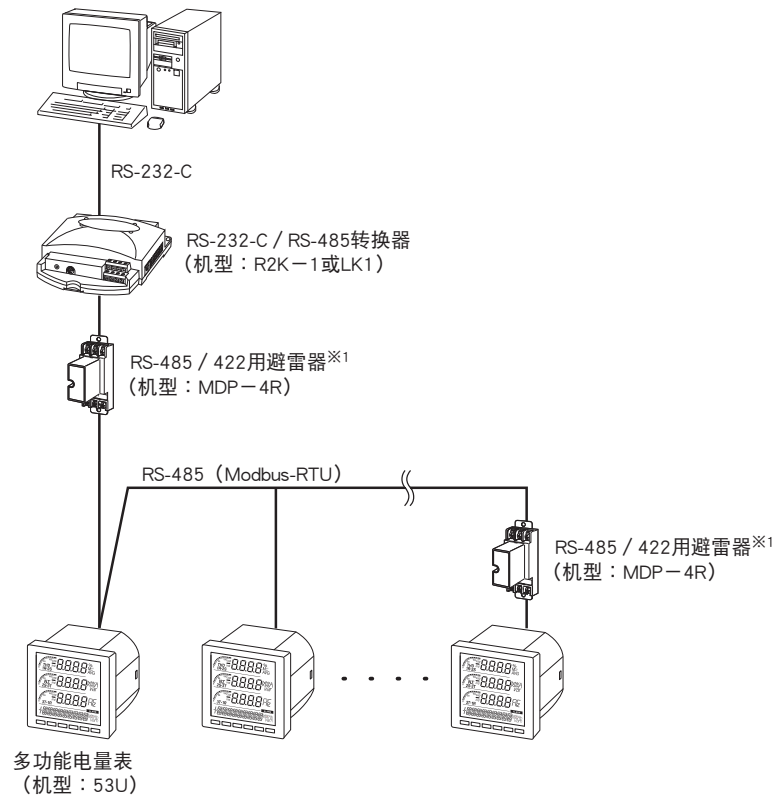 RS-232-C
RS-232-C / RS-485转换器
（机型：R2K－1或LK1）
RS-485 / 422用避雷器※1
（机型：MDP－4R）
RS-485（Modbus-RTU）
RS-485 / 422用避雷器※1
（机型：MDP－4R）
多功能电量表
（机型：53U）